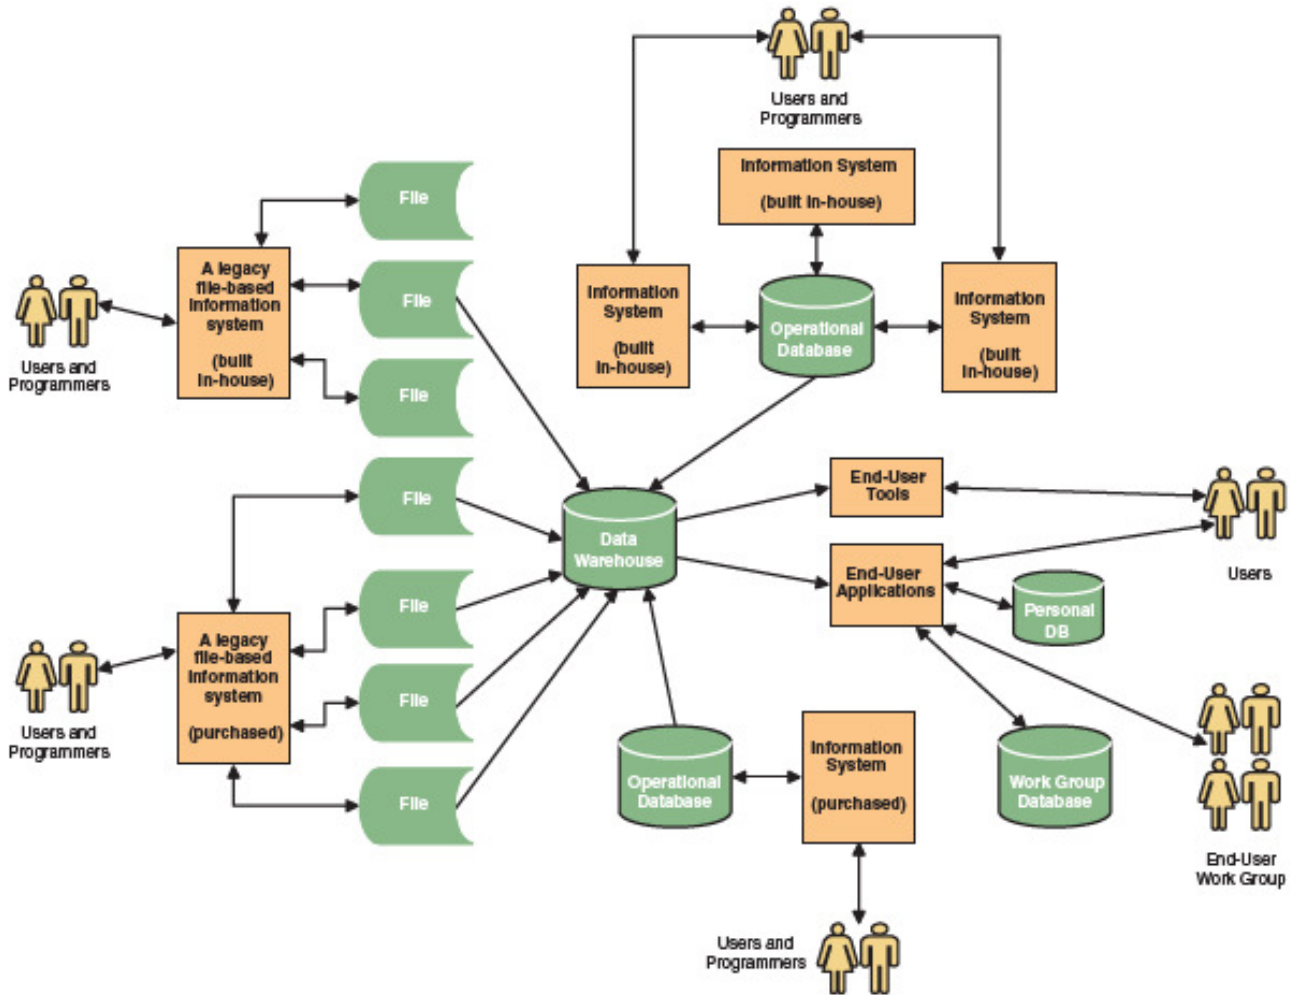 Users and
Programmers
Information System
(built in-house)
File
A legacy
file-based
Information
system
(built
in-house)
File
Information
System
(built
in-house)
Operational
Database
Information
System
(built
in-house)
Users and
Programmers
File
File
End-User
Tools
Data
Warehouse
Users
End-User
Applications
File
Personal
DB
A legacy
file-based
Information
system
(purchased)
File
Users and
Programmers
Information
System
(purchased)
Operational
Database
Work Group
Database
File
End-User
Work Group
Users and
Programmers